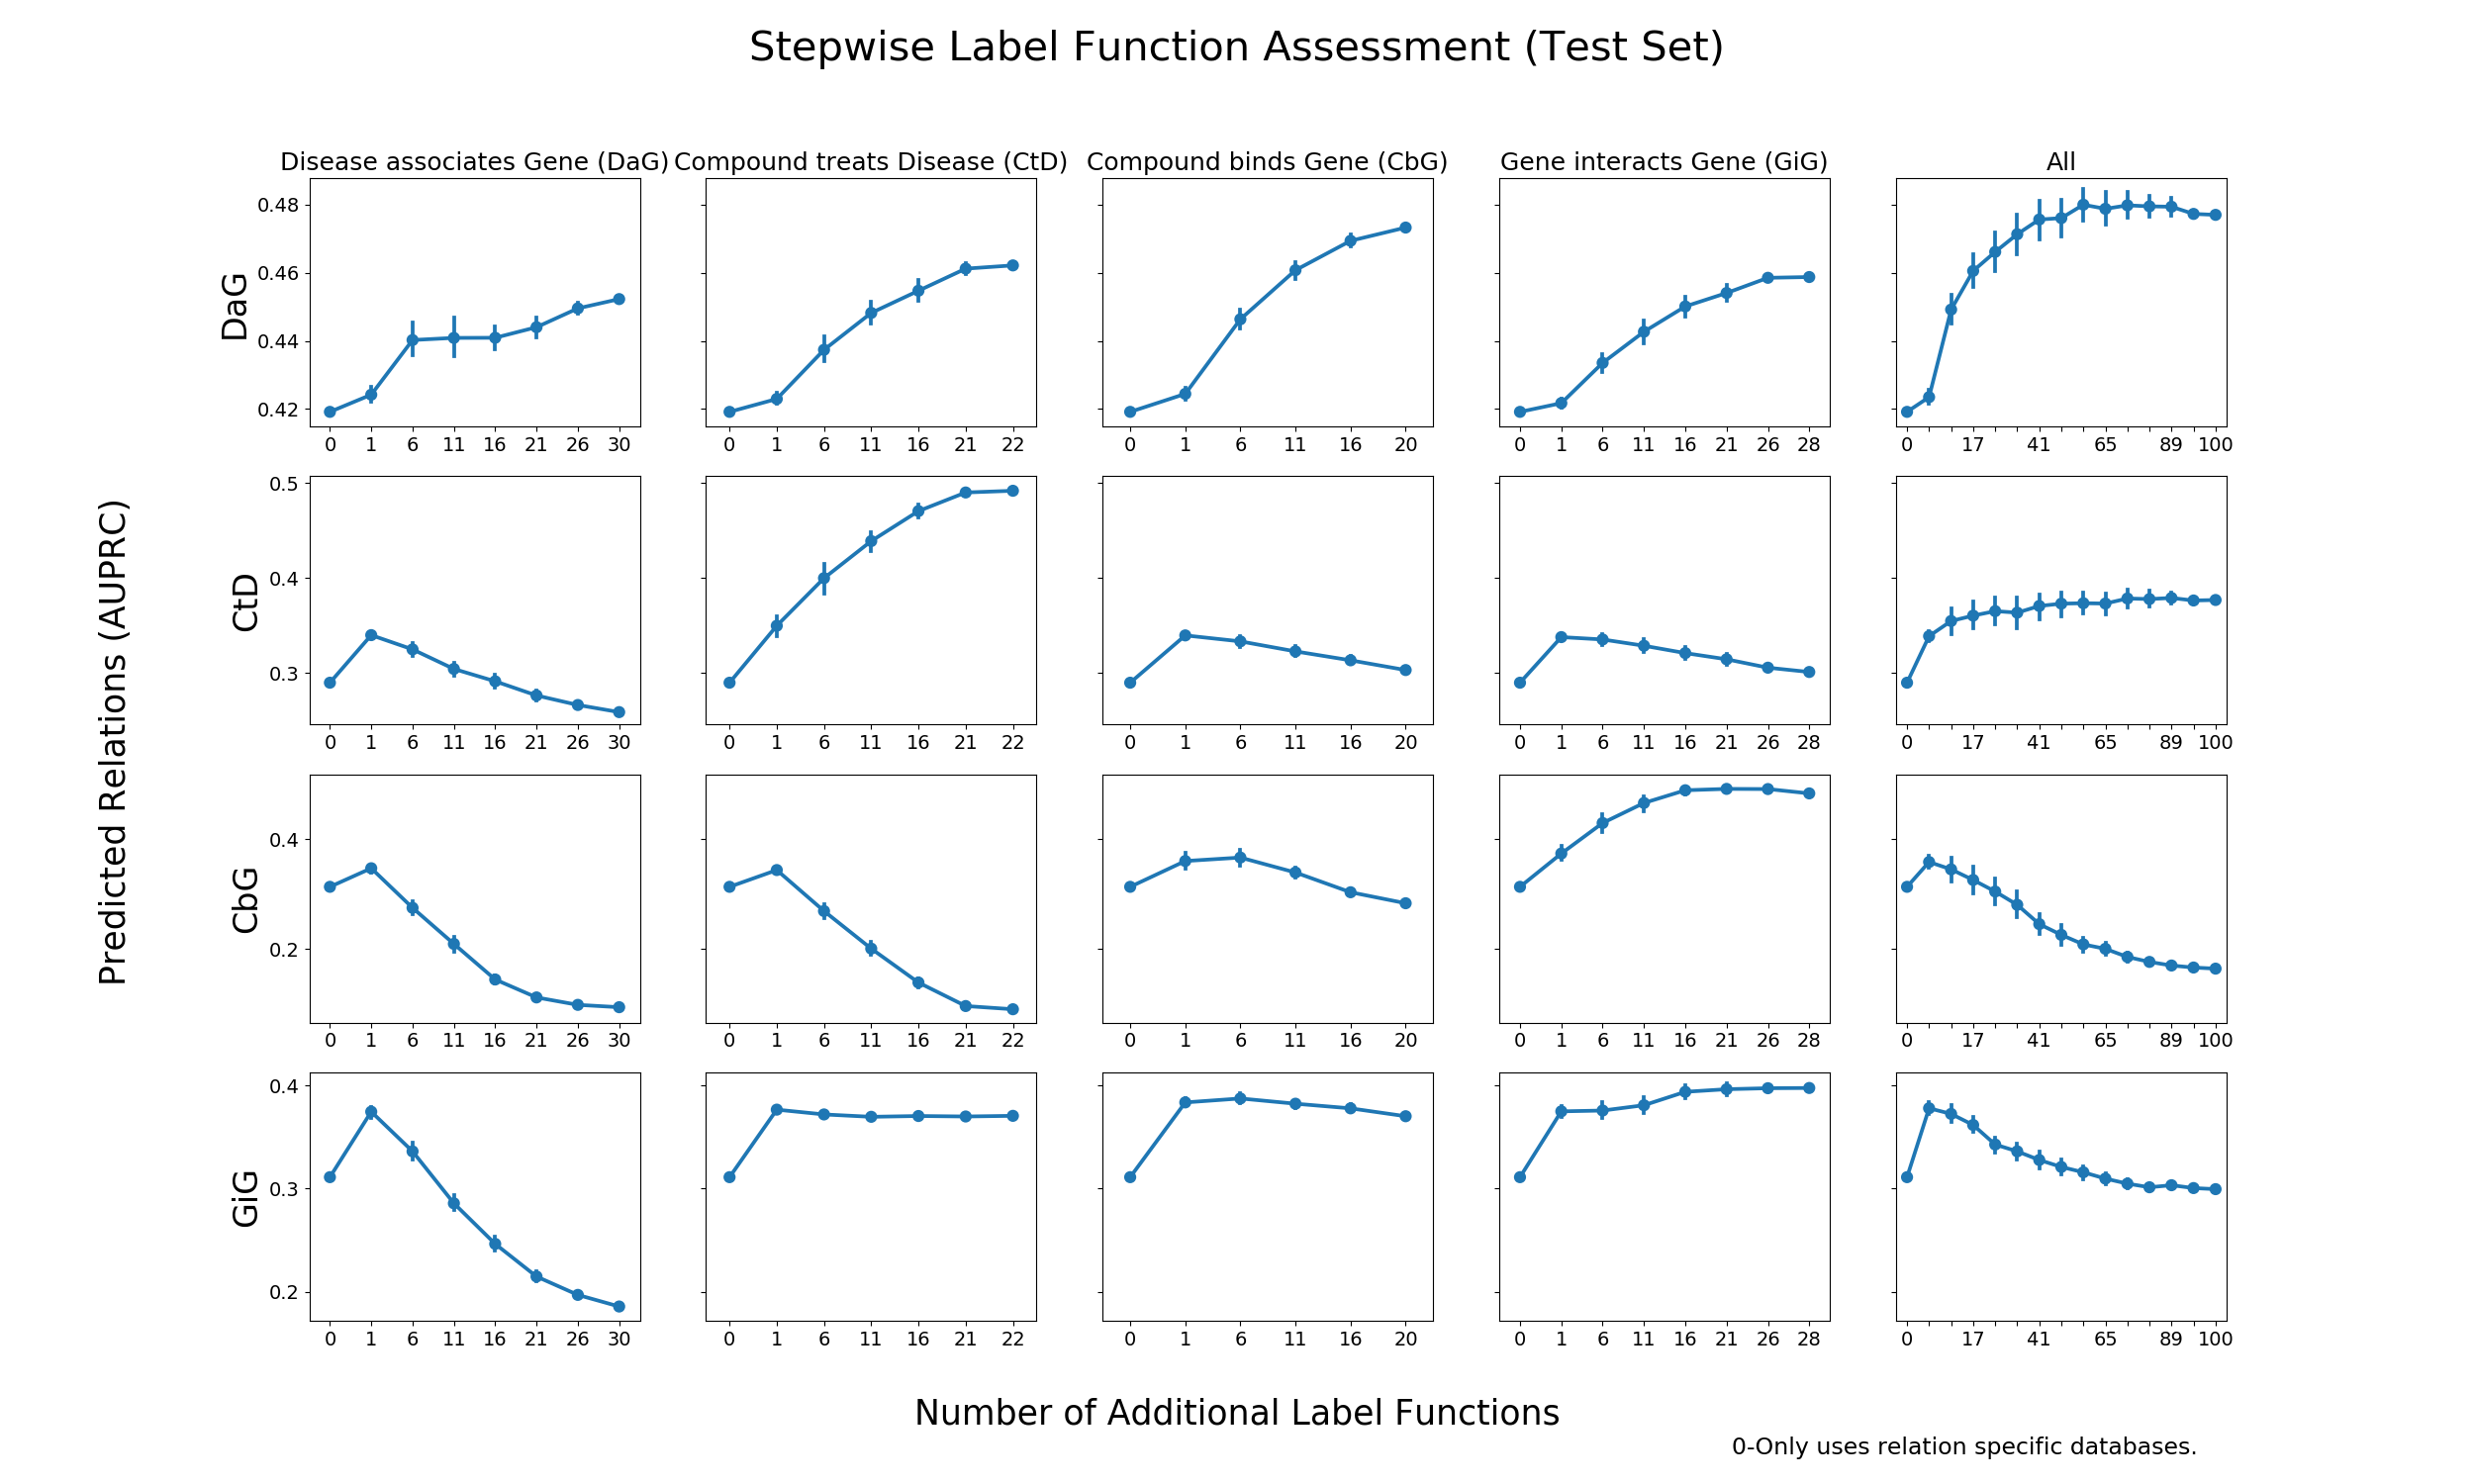 Stepwise Label Function Assessment (Test Set)
Disease associates Gene (DaG) Compound treats Disease (CtD) Compound binds Gene (CbG) Gene interacts Gene (GiG) All
Predicted Relations (AUPRC)
DaG
0.48
0.46
0.44
0.42
0 1 6 11 16 21 26 30
0 1 6 11 16 21 22
0 1 6 11 16 20
0 1 6 11 16 21 26 28
0 17 41 65 89 100
CtD
0.5
0.4
0.3
0 1 6 11 16 21 26 30
0 1 6 11 16 21 22
0 1 6 11 16 20
0 1 6 11 16 21 26 28
0 17 41 65 89 100
CbG
0.4
0.2
0 1 6 11 16 21 26 30
0 1 6 11 16 21 22
0 1 6 11 16 20
0 1 6 11 16 21 26 28
0 17 41 65 89 100
GiG
0.4
0.3
0.2
0 1 6 11 16 21 26 30
0 1 6 11 16 21 22
0 1 6 11 16 20
0 1 6 11 16 21 26 28
0 17 41 65 89 100
Number of Additional Label Functions
0-Only uses relation specific databases.